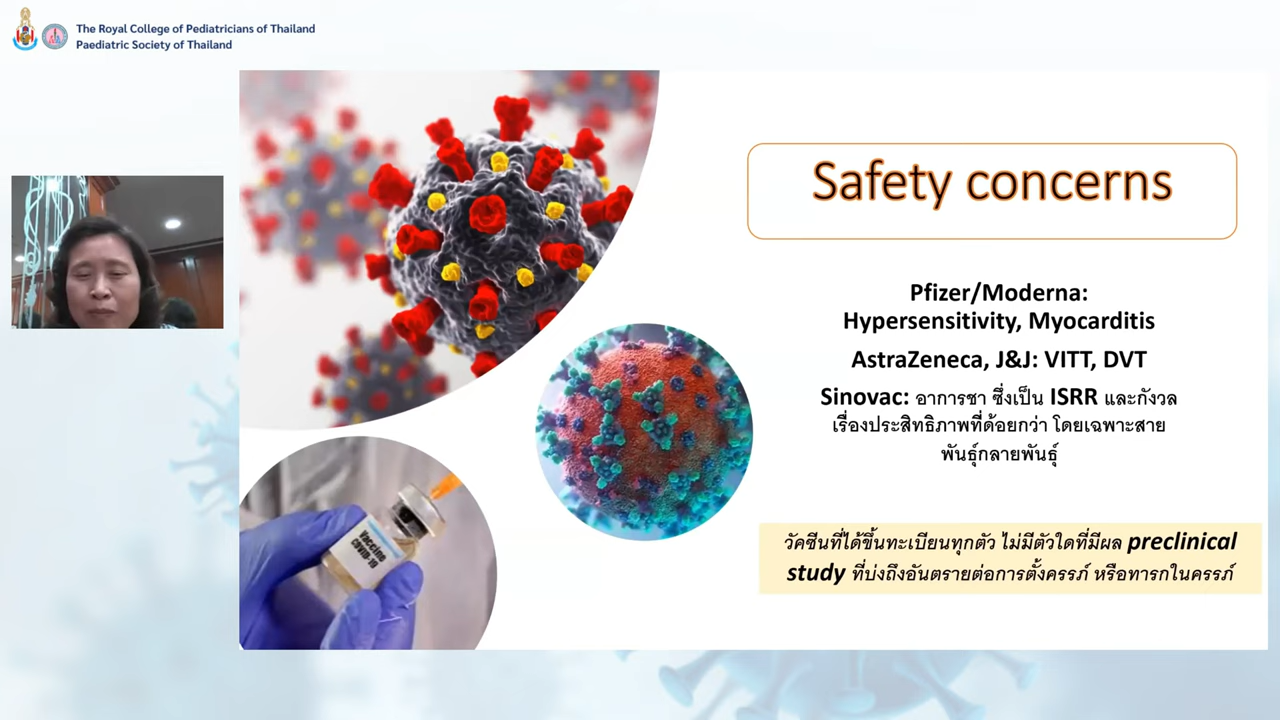 The Royal College of Pediatricians of Thailand
Paediatric Society of Thailand
Safety concerns
Pfizer/Moderna:
Hypersensitivity, Myocarditis
AstraZeneca, J&J: VITT, DVT
Sinovac: อาการชา ซึ่งเป็น ISRR และกังวล
เรื่องประสิทธิภาพที่ด้อยกว่า โดยเฉพาะสาย
พันธุ์กลายพันธุ์
Vaccine
COVID-19
วัคซีนที่ได้ขึ้นทะเบียนทุกตัว ไม่มีตัวใดที่มีผล preclinical
study ที่บ่งถึงอันตรายต่อการตั้งครรภ์ หรือทารกในครรภ์